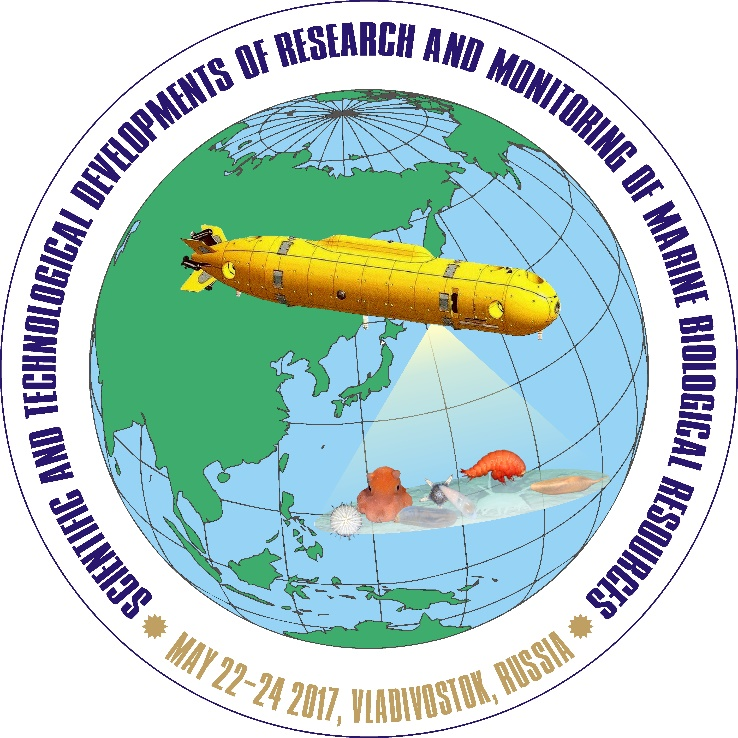 SCIENTIFIC AND TECHNOLOGICAL DEVELOPMENTS OF RESEARCH AND MONITORING OF MARINE BIOLOGICAL RESOURCES
MAY 22-24 2017, VLADIVOSTOK, RUSSIA